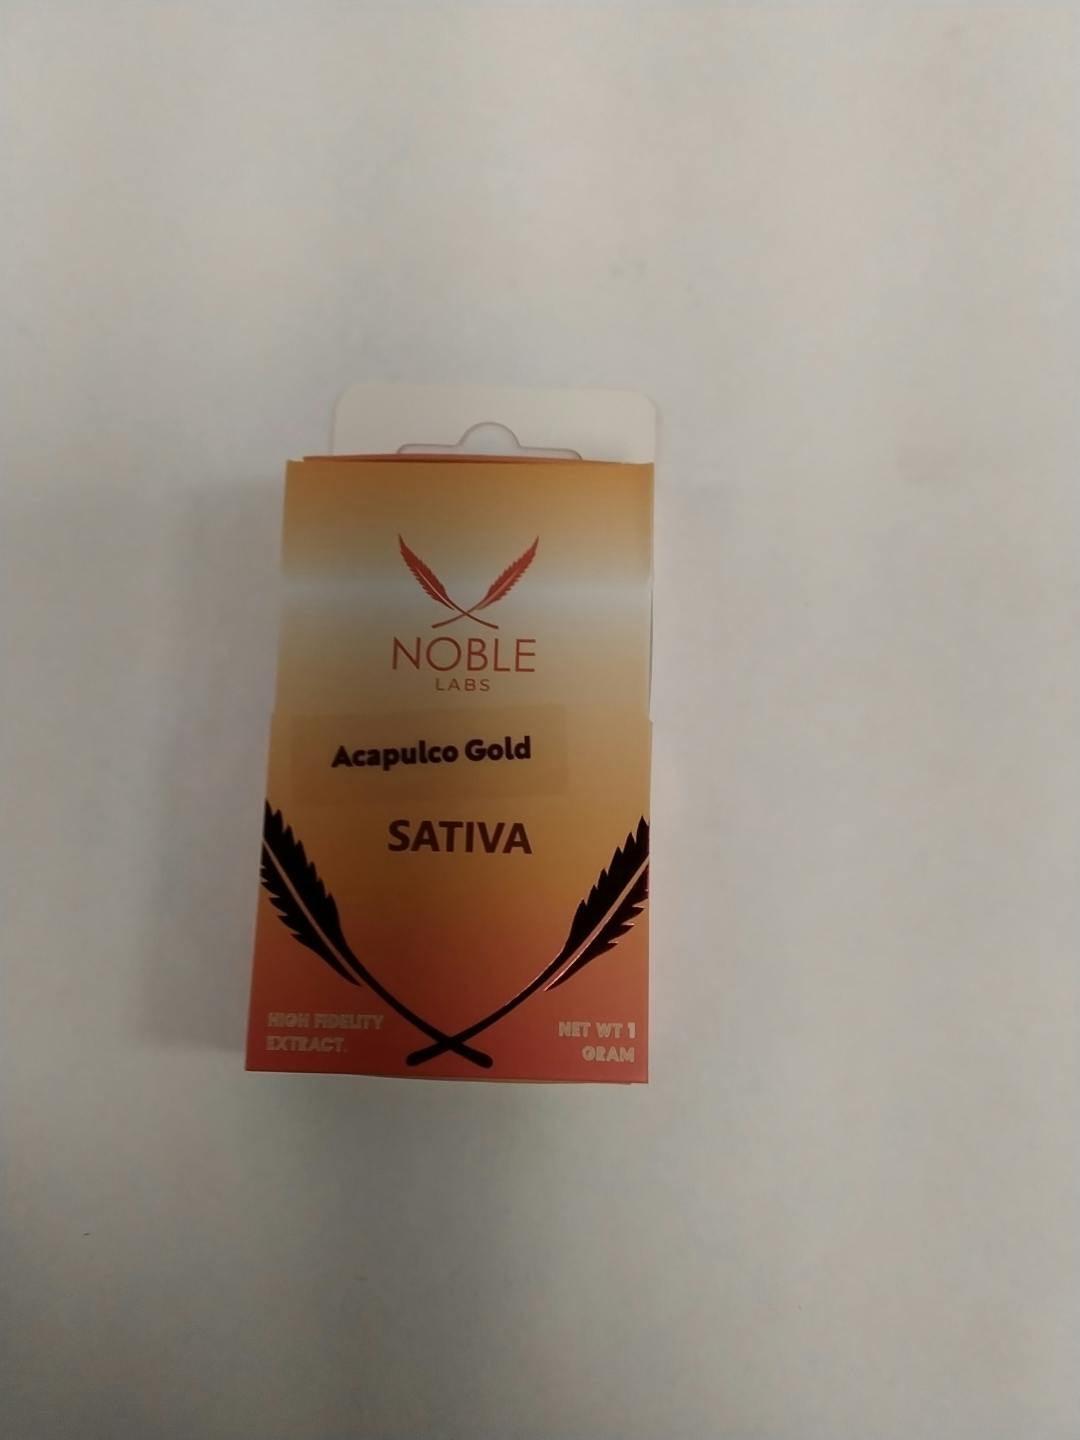 NOBLE
LABS
Acapulco Gold
SATIVA
HIGH FIDELITY
EXTRACT.
NET WT 1
GRAM